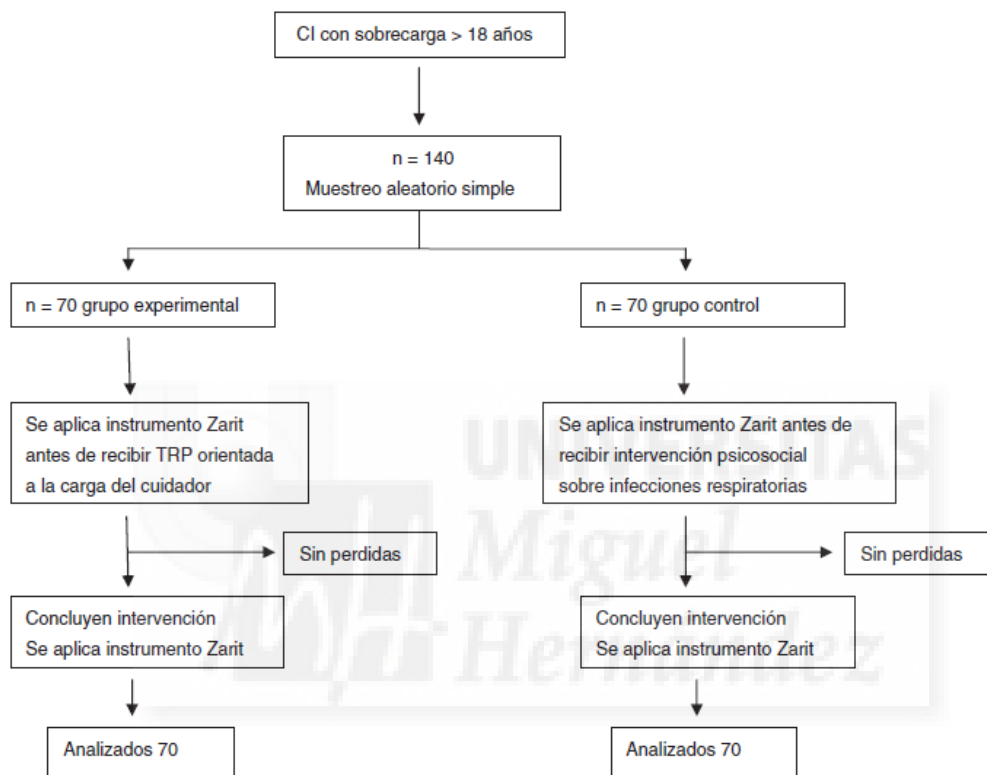 CI con sobrecarga > 18 años
n = 140
Muestreo aleatorio simple
n = 70 grupo experimental
n = 70 grupo control
Se aplica instrumento Zarit
antes de recibir TRP orientada
a la carga del cuidador
Se aplica instrumento Zarit antes de
recibir intervención psicosocial
sobre infecciones respiratorias
Sin perdidas
Sin perdidas
Concluyen intervención
Se aplica instrumento Zarit
Concluyen intervención
Se aplica instrumento Zarit
Analizados 70
Analizados 70
UNIVERSITAS
Miguel
Hernández